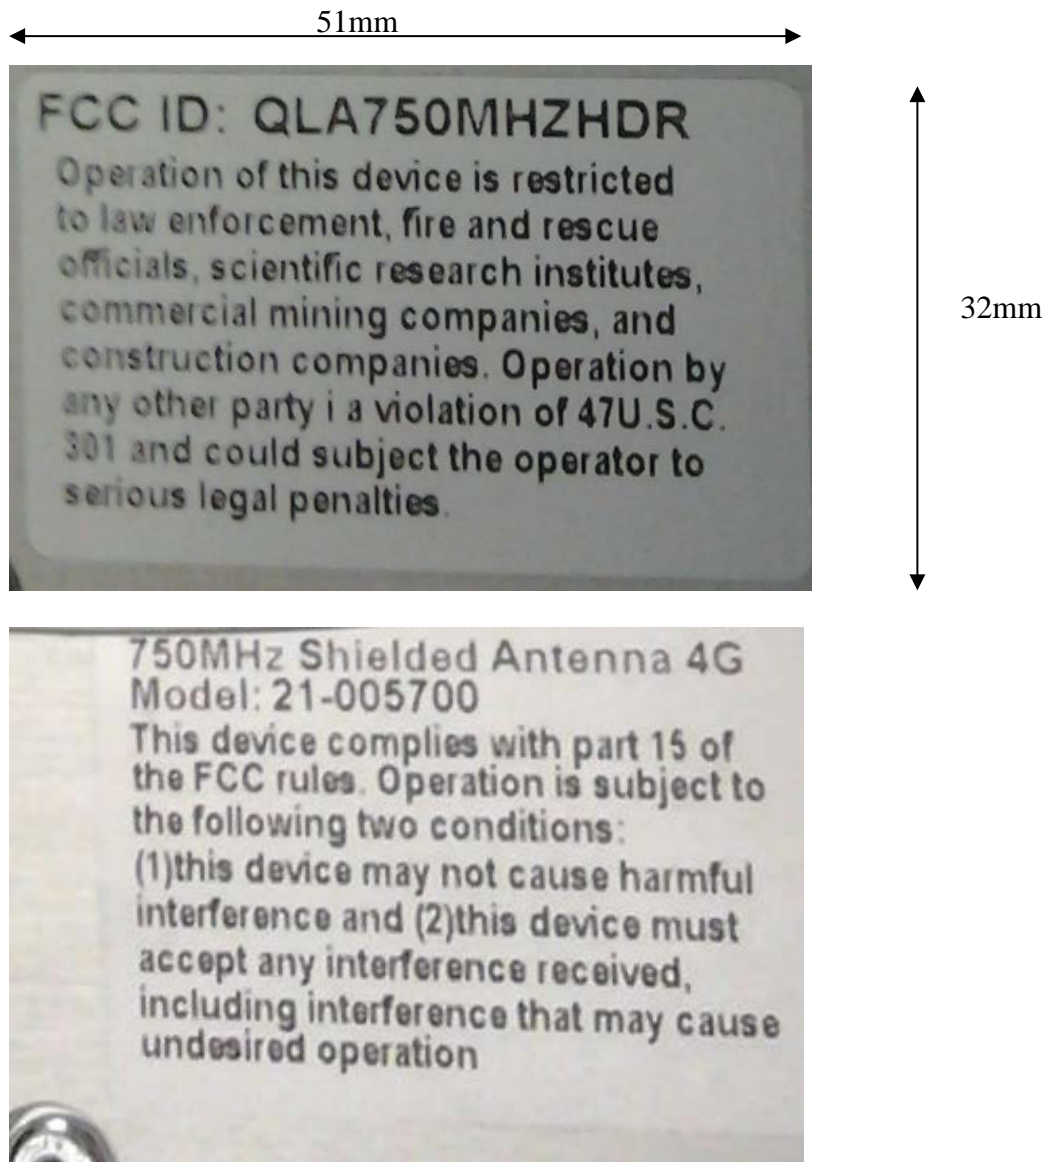 51mm
FCC ID: QLA750MHZHDR
Operation of this device is restricted
to law enforcement, fire and rescue
officials, scientific research institutes,
commercial mining companies, and
construction companies. Operation by
any other party i a violation of 47U.S.C.
301 and could subject the operator to
serious legal penalties.
32mm
750MHz Shielded Antenna 4G
Model: 21-005700
This device complies with part 15 of
the FCC rules. Operation is subject to
the following two conditions:
(1)this device may not cause harmful
interference and (2)this device must
accept any interference received,
including interference that may cause
undesired operation